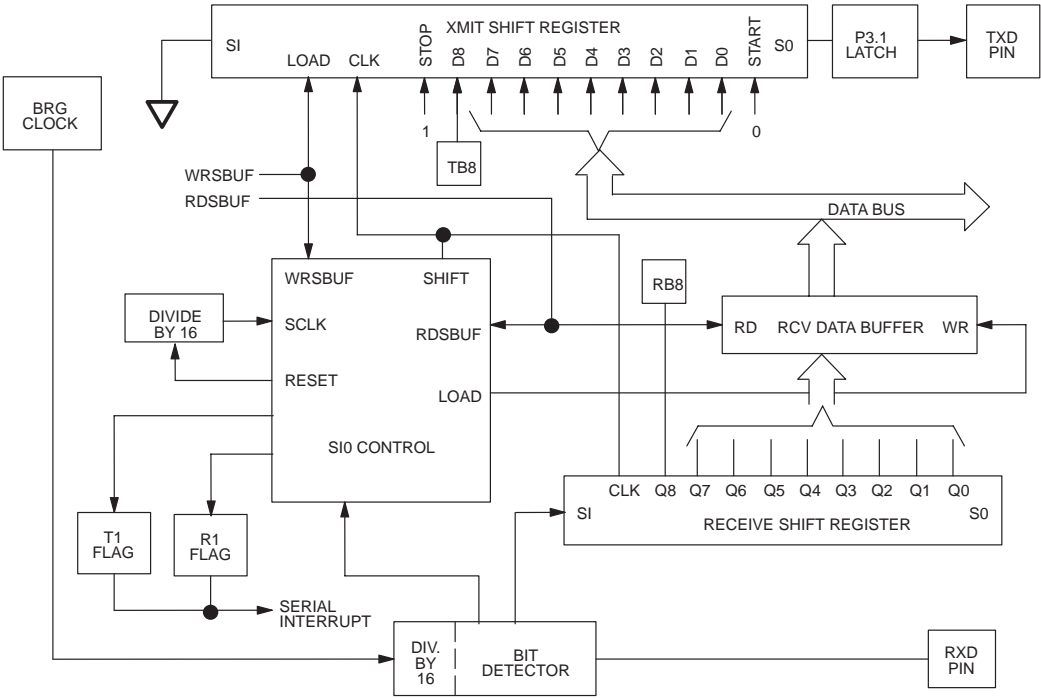 XMIT SHIFT REGISTER
SI
S0
LOAD
CLK
STOP
D8
D7
D6
D5
D4
D3
D2
D1
D0
START
P3.1
LATCH
TXD
PIN
BRG
CLOCK
1
0
TB8
WRSBUF
RDSBUF
DATA BUS
WRSBUF
SHIFT
RB8
DIVIDE
BY 16
SCLK
RDSBUF
RD
RCV DATA BUFFER
WR
RESET
LOAD
SI0 CONTROL
CLK
Q8
Q7
Q6
Q5
Q4
Q3
Q2
Q1
Q0
SI
S0
RECEIVE SHIFT REGISTER
T1
FLAG
R1
FLAG
SERIAL
INTERRUPT
DIV.
BY
16
BIT
DETECTOR
RXD
PIN